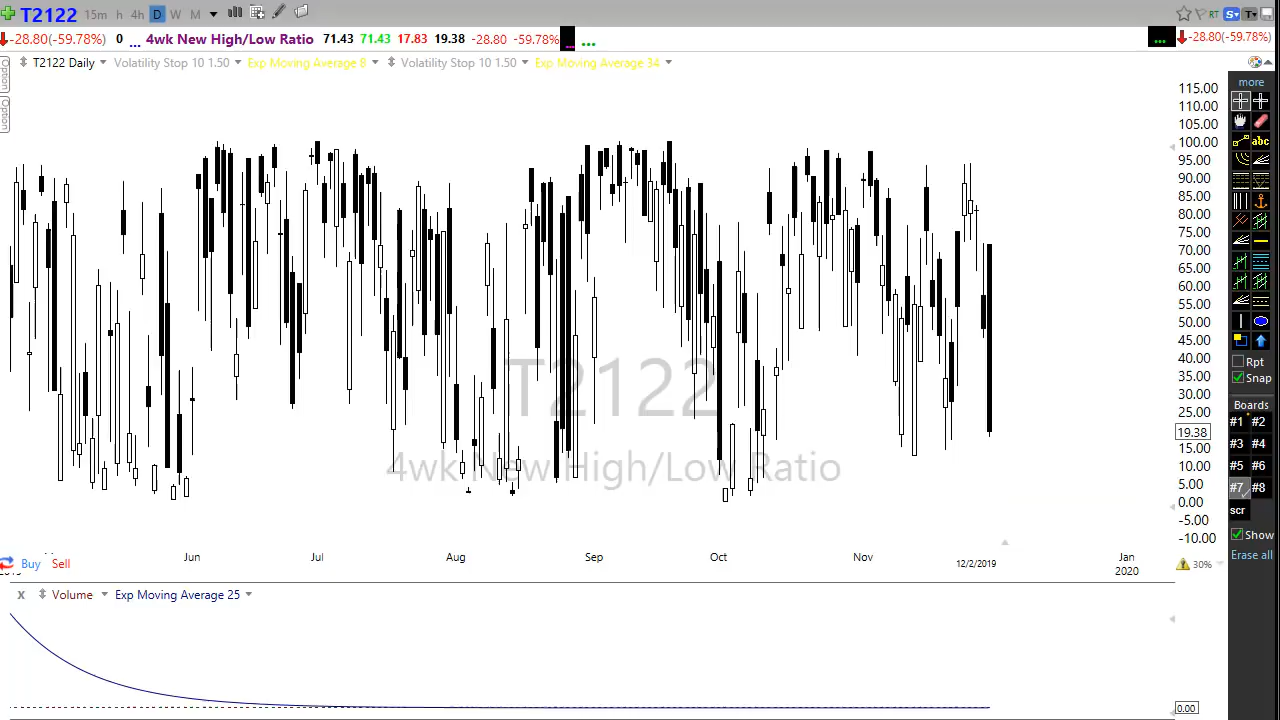 T2122 15m h 4h D W M RT S T
-28.80(-59.78%) 0 ... 4wk New High/Low Ratio 71.43 71.43 17.83 19.38 -28.80 -59.78% ... ... ... -28.80(-59.78%)
T2122 Daily Volatility Stop 10 1.50 Exp Moving Average 8 Volatility Stop 10 1.50 Exp Moving Average 34
Option
Option
more
abc
115.00
110.00
105.00
100.00
95.00
90.00
85.00
80.00
75.00
70.00
65.00
60.00
55.00
50.00
45.00
40.00
35.00
30.00
25.00
19.38
15.00
10.00
5.00
0.00
-5.00
-10.00
T2122
4wk New High/Low Ratio
Rpt
Snap
Boards
#1 #2
#3 #4
#5 #6
#7 #8
scr
Show
Erase all
Jun Jul Aug Sep Oct Nov 12/2/2019 Jan
2020
Buy Sell
30%
X Volume Exp Moving Average 25
0.00